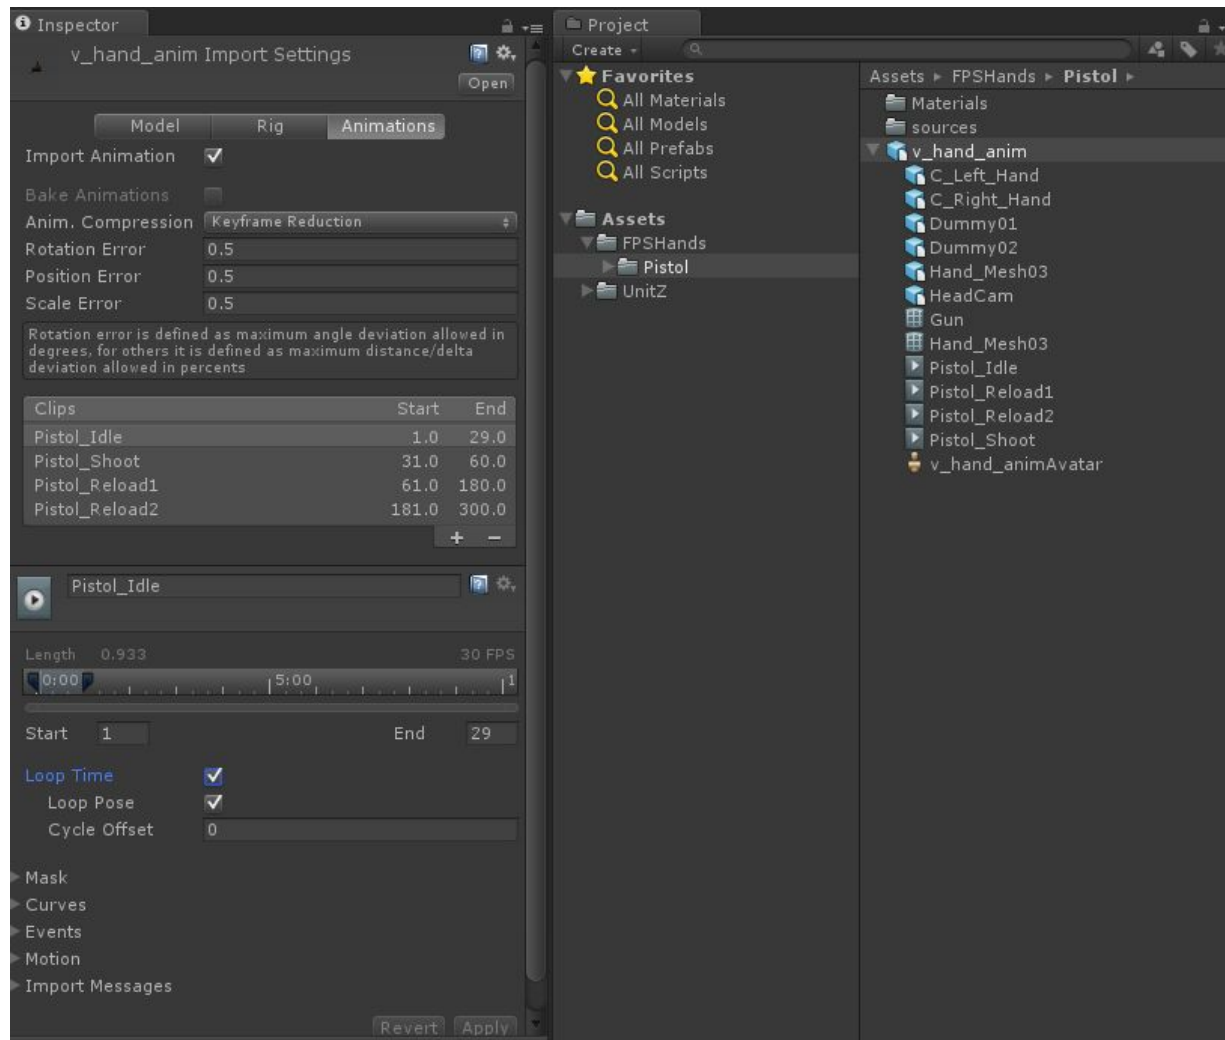 Inspector
v_hand_anim Import Settings
Open
Model Rig Animations
Import Animation
Bake Animations
Anim. Compression Keyframe Reduction
Rotation Error 0.5
Position Error 0.5
Scale Error 0.5
Rotation error is defined as maximum angle deviation allowed in
degrees, for others it is defined as maximum distance/delta
deviation allowed in percents
Clips Start End
Pistol_Idle 1.0 29.0
Pistol_Shoot 31.0 60.0
Pistol_Reload1 61.0 180.0
Pistol_Reload2 181.0 300.0
+ −
Pistol_Idle
Length 0.933 30 FPS
0:00 5:00 1
Start 1 End 29
Loop Time
Loop Pose
Cycle Offset 0
Mask
Curves
Events
Motion
Import Messages
Revert Apply
Project
Create
Favorites
All Materials
All Models
All Prefabs
All Scripts
Assets
FPSHands
Pistol
UnitZ
Assets FPSHands Pistol
Materials
sources
v_hand_anim
C_Left_Hand
C_Right_Hand
Dummy01
Dummy02
Hand_Mesh03
HeadCam
Gun
Hand_Mesh03
Pistol_Idle
Pistol_Reload1
Pistol_Reload2
Pistol_Shoot
v_hand_animAvatar